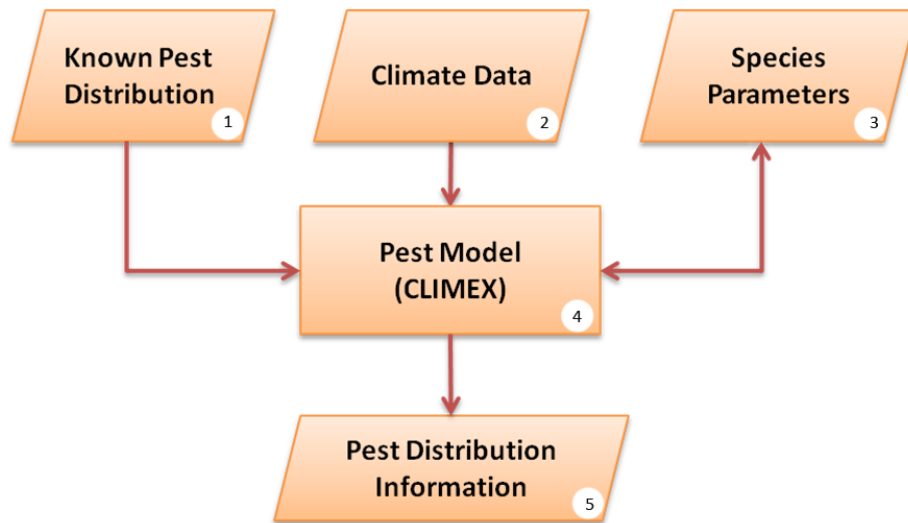 Known Pest
Distribution
1
Climate Data
2
Species
Parameters
3
Pest Model
(CLIMEX)
4
Pest Distribution
Information
5